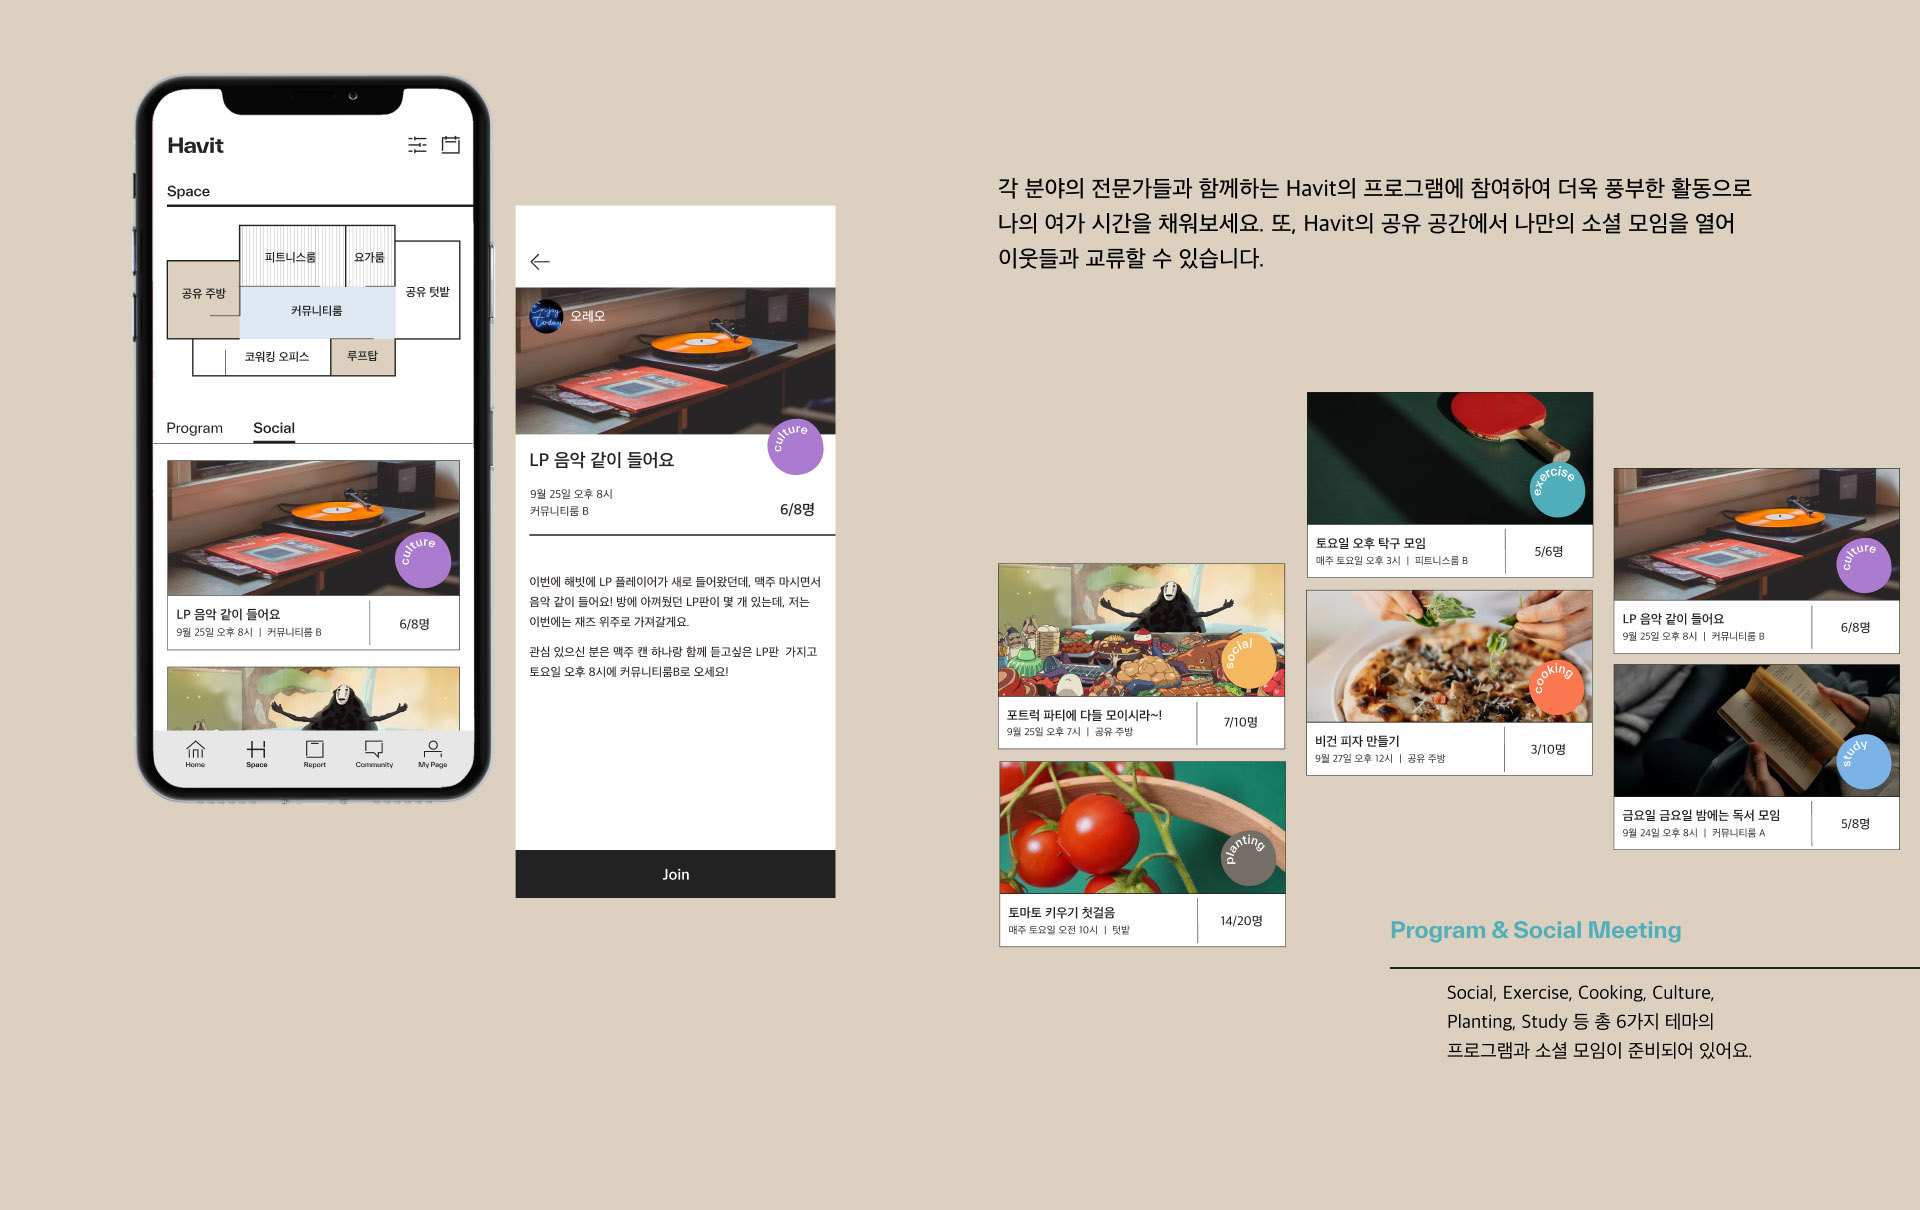 Havit
Space
피트니스룸
요가룸
공유 주방
공유 텃밭
커뮤니티룸
코워킹 오피스
루프탑
Program
Social
culture
LP 음악 같이 들어요
9월 25일 오후 8시 | 커뮤니티룸 B
6/8명
Home
Space
Report
Community
My Page
Enjoy
today
오레오
culture
LP 음악 같이 들어요
9월 25일 오후 8시
커뮤니티룸 B
6/8명
이번에 해빗에 LP 플레이어가 새로 들어왔던데, 맥주 마시면서
음악 같이 들어요! 방에 아껴뒀던 LP판이 몇 개 있는데, 저는
이번에는 재즈 위주로 가져갈게요.
관심 있으신 분은 맥주 캔 하나랑 함께 듣고싶은 LP판 가지고
토요일 오후 8시에 커뮤니티룸B로 오세요!
Join
각 분야의 전문가들과 함께하는 Havit의 프로그램에 참여하여 더욱 풍부한 활동으로
나의 여가 시간을 채워보세요. 또, Havit의 공유 공간에서 나만의 소셜 모임을 열어
이웃들과 교류할 수 있습니다.
social
포트럭 파티에 다들 모이시라~!
9월 25일 오후 7시 | 공유 주방
7/10명
planting
토마토 키우기 첫걸음
매주 토요일 오전 10시 | 텃밭
14/20명
exercise
토요일 오후 탁구 모임
매주 토요일 오후 3시 | 피트니스룸 B
5/6명
cooking
비건 피자 만들기
9월 27일 오후 12시 | 공유 주방
3/10명
culture
LP 음악 같이 들어요
9월 25일 오후 8시 | 커뮤니티룸 B
6/8명
study
금요일 금요일 밤에는 독서 모임
9월 24일 오후 8시 | 커뮤니티룸 A
5/8명
Program & Social Meeting
Social, Exercise, Cooking, Culture,
Planting, Study 등 총 6가지 테마의
프로그램과 소셜 모임이 준비되어 있어요.